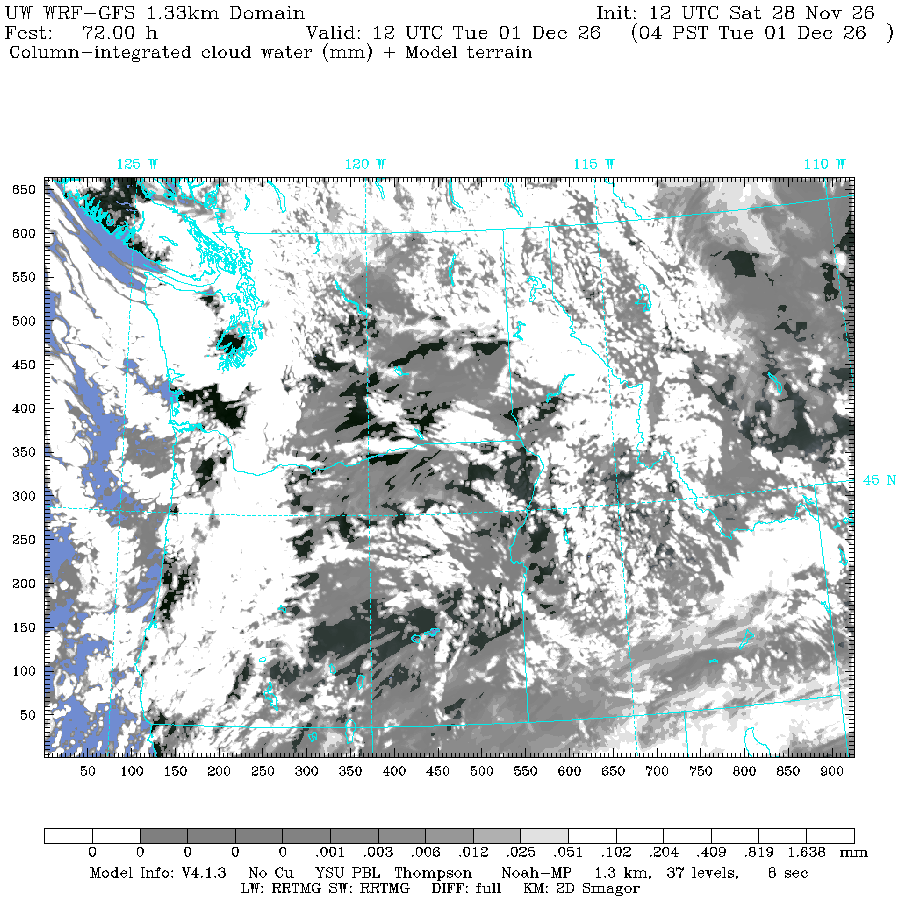 UW WRF-GFS 1.33km Domain Init: 12 UTC Sat 28 Nov 26
Fcst: 72.00 h Valid: 12 UTC Tue 01 Dec 26 (04 PST Tue 01 Dec 26 )
Column-integrated cloud water (mm) + Model terrain
125 W 120 W 115 W 110 W
650
600
550
500
450
400
350
45 N
300
250
200
150
100
50
50 100 150 200 250 300 350 400 450 500 550 600 650 700 750 800 850 900
0 0 0 0 0 .001 .003 .006 .012 .025 .051 .102 .204 .409 .819 1.638 mm
Model Info: V4.1.3 No Cu YSU PBL Thompson Noah-MP 1.3 km, 37 levels, 8 sec
LW: RRTMG SW: RRTMG DIFF: full KM: 2D Smagor